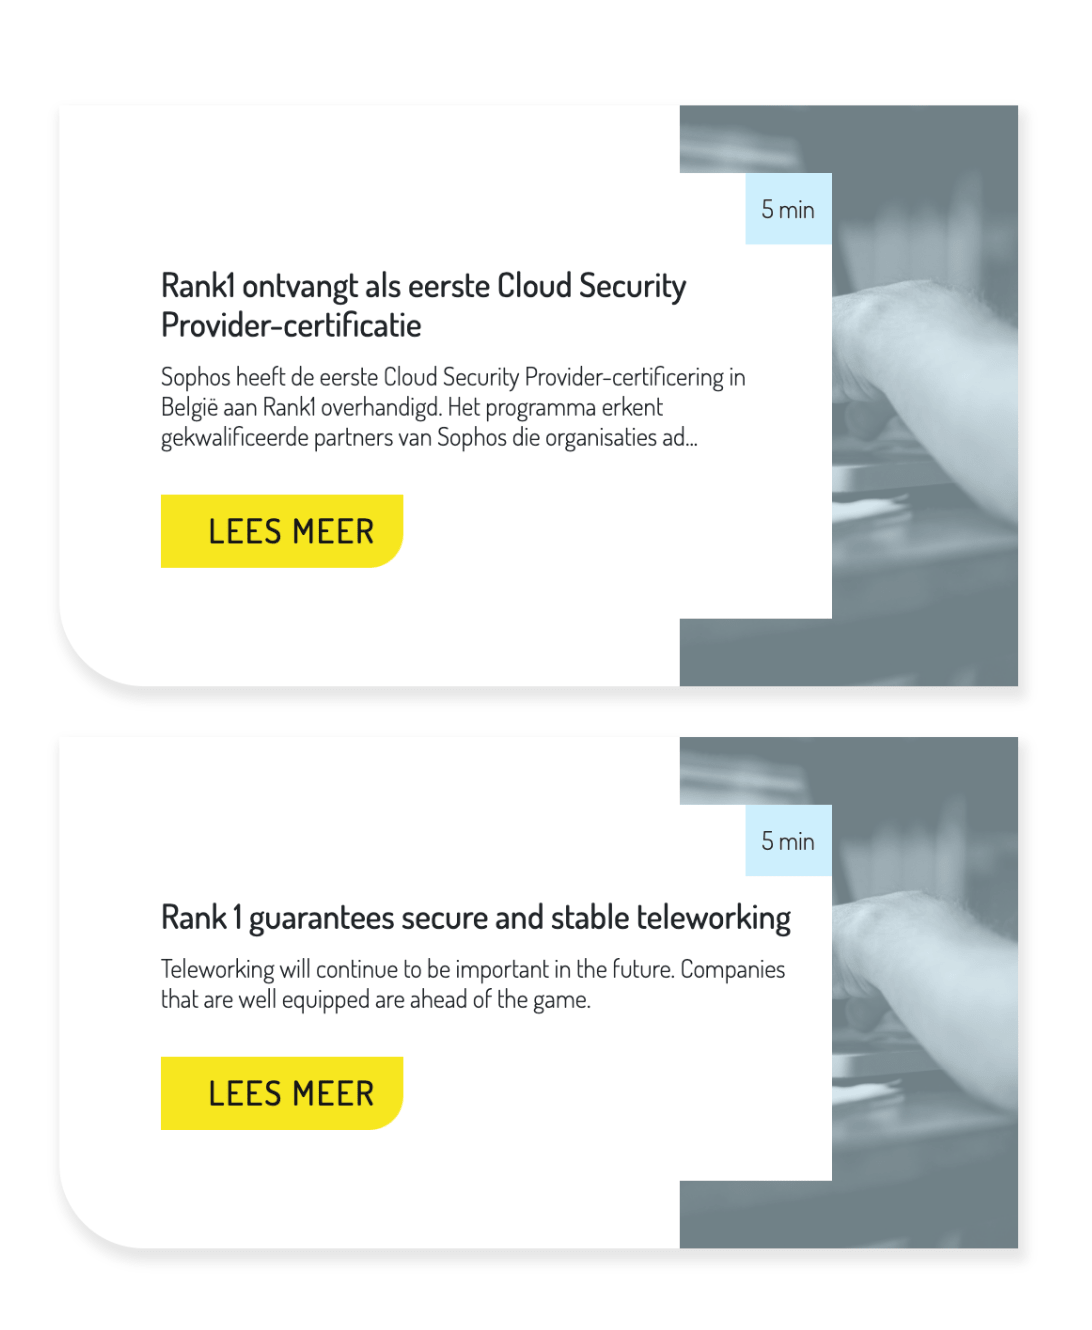 5 min
Rank1 ontvangt als eerste Cloud Security
Provider-certificatie
Sophos heeft de eerste Cloud Security Provider-certificering in
België aan Rank1 overhandigd. Het programma erkent
gekwalificeerde partners van Sophos die organisaties ad...
LEES MEER
5 min
Rank 1 guarantees secure and stable teleworking
Teleworking will continue to be important in the future. Companies
that are well equipped are ahead of the game.
LEES MEER